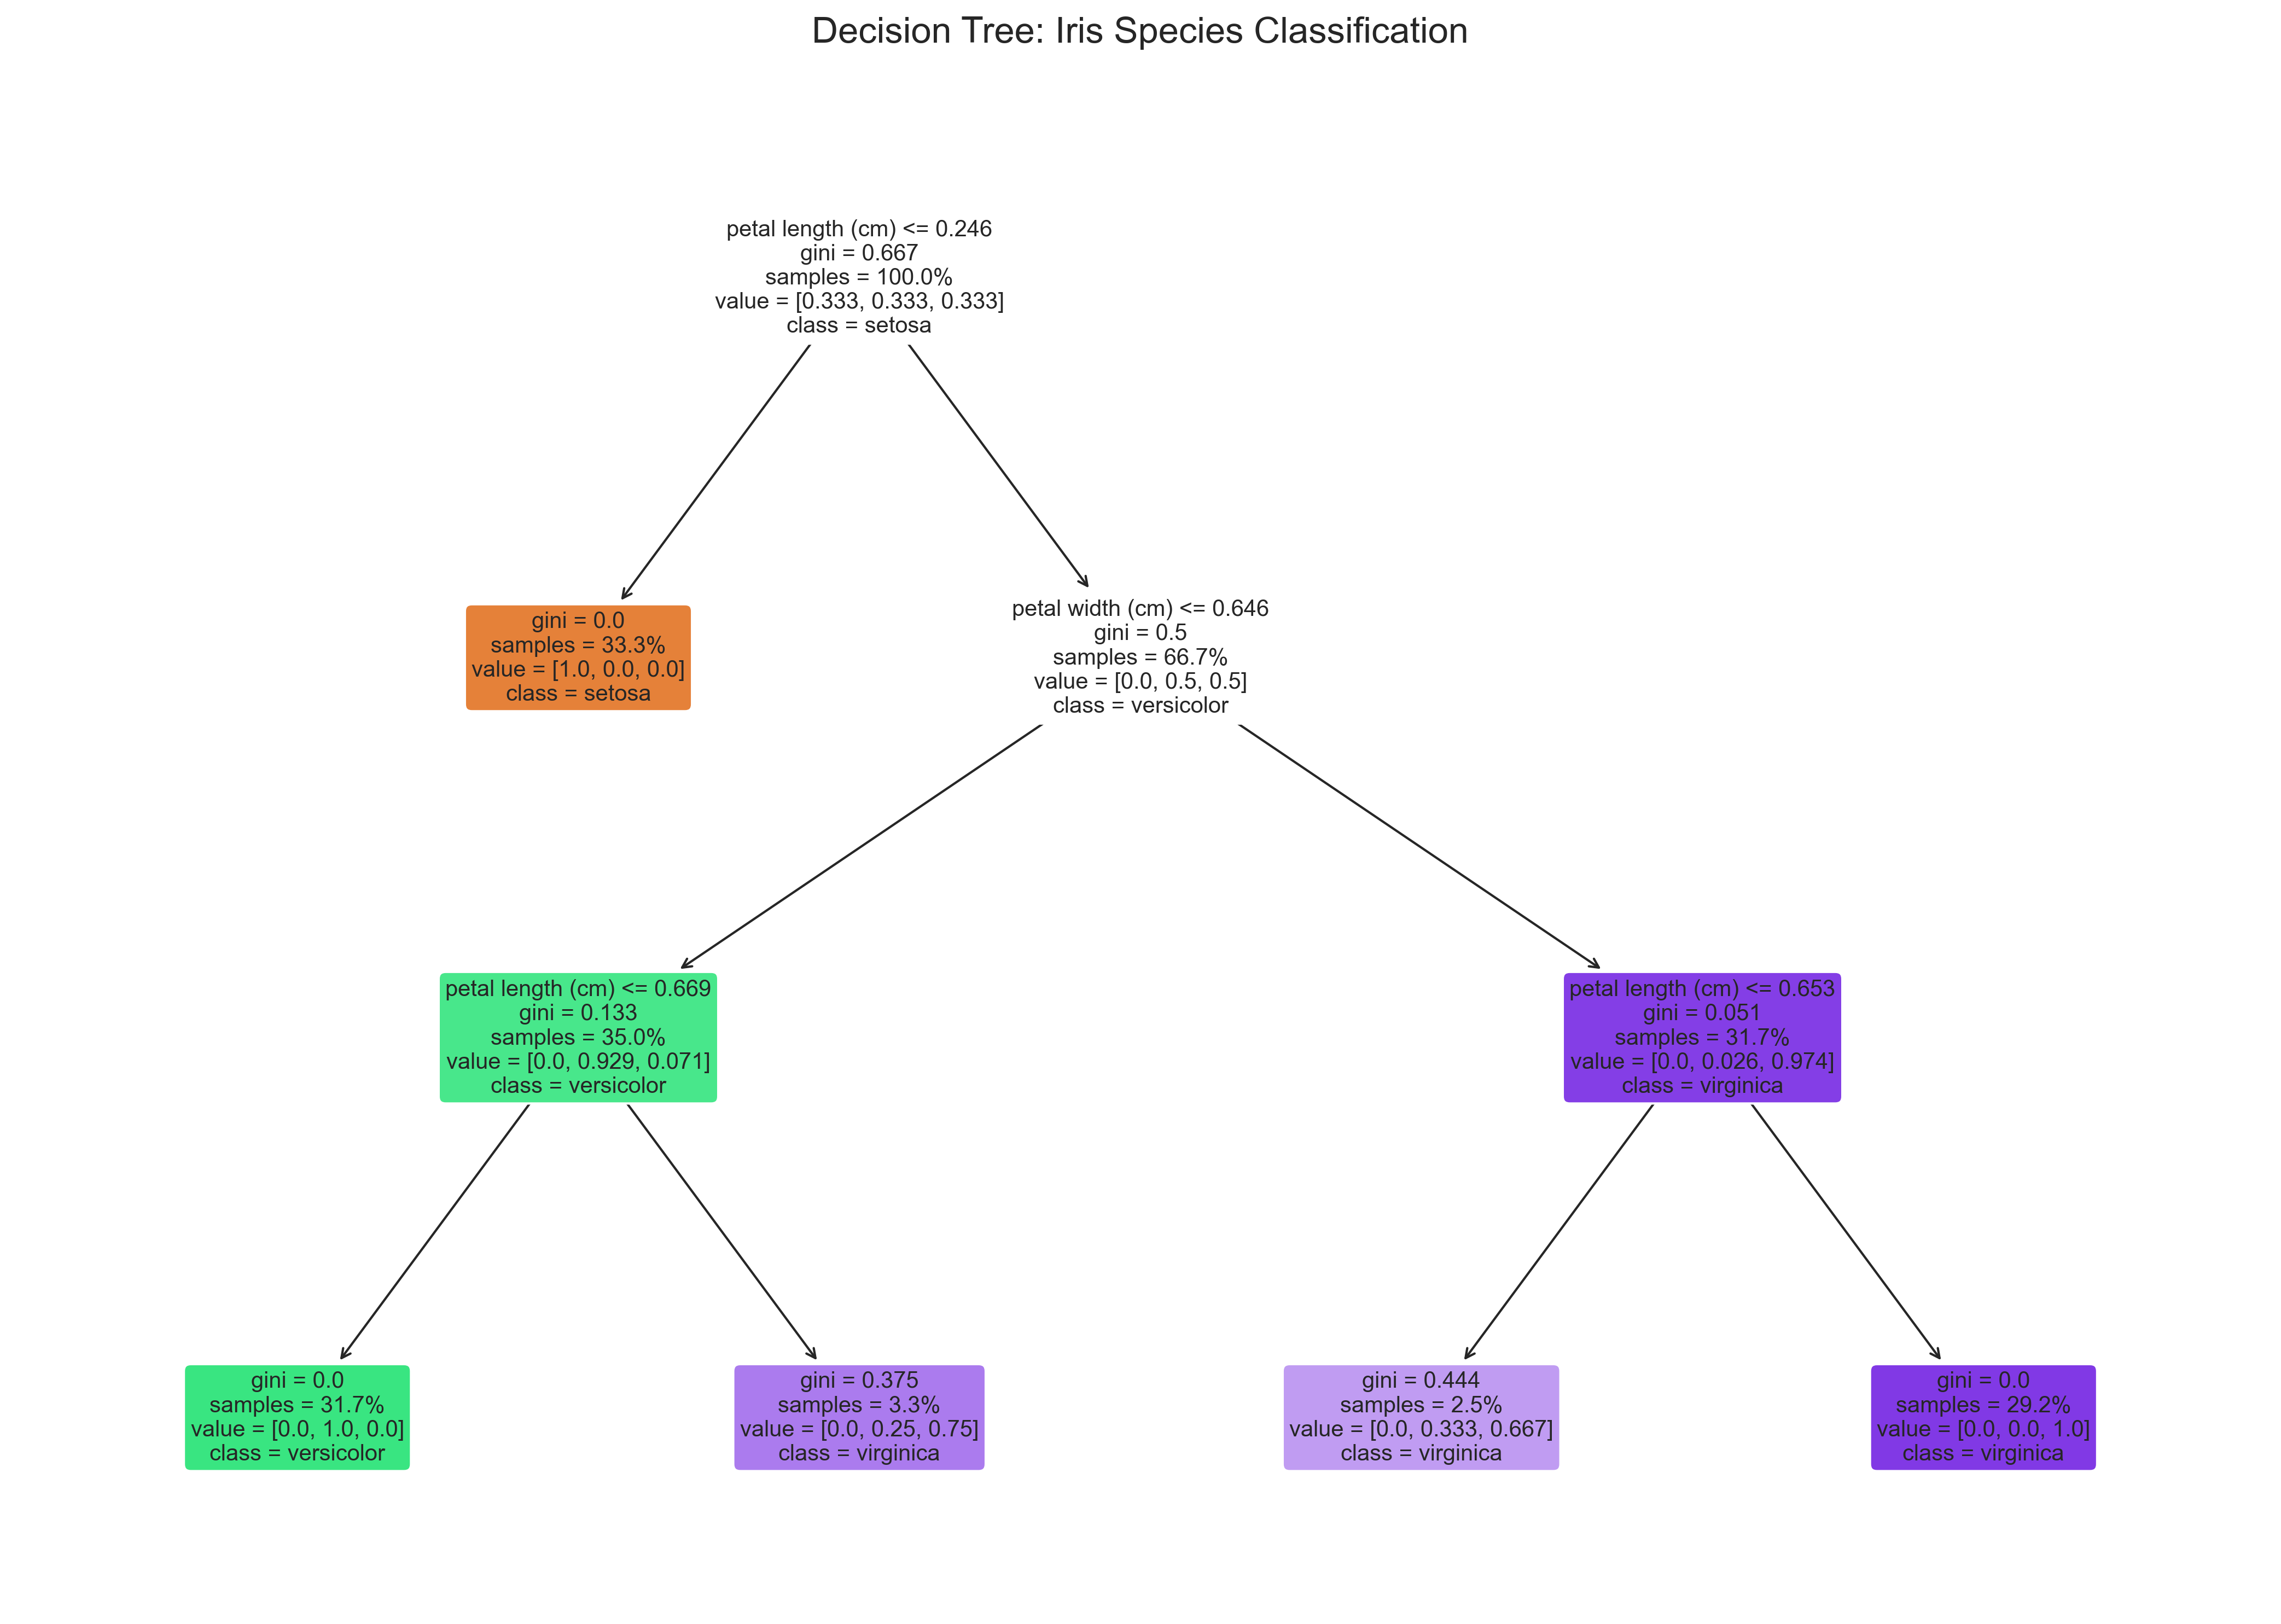 Decision Tree: Iris Species Classification
petal length (cm) <= 0.246
gini = 0.667
samples = 100.0%
value = [0.333, 0.333, 0.333]
class = setosa
gini = 0.0
samples = 33.3%
value = [1.0, 0.0, 0.0]
class = setosa
petal width (cm) <= 0.646
gini = 0.5
samples = 66.7%
value = [0.0, 0.5, 0.5]
class = versicolor
petal length (cm) <= 0.669
gini = 0.133
samples = 35.0%
value = [0.0, 0.929, 0.071]
class = versicolor
petal length (cm) <= 0.653
gini = 0.051
samples = 31.7%
value = [0.0, 0.026, 0.974]
class = virginica
gini = 0.0
samples = 31.7%
value = [0.0, 1.0, 0.0]
class = versicolor
gini = 0.375
samples = 3.3%
value = [0.0, 0.25, 0.75]
class = virginica
gini = 0.444
samples = 2.5%
value = [0.0, 0.333, 0.667]
class = virginica
gini = 0.0
samples = 29.2%
value = [0.0, 0.0, 1.0]
class = virginica